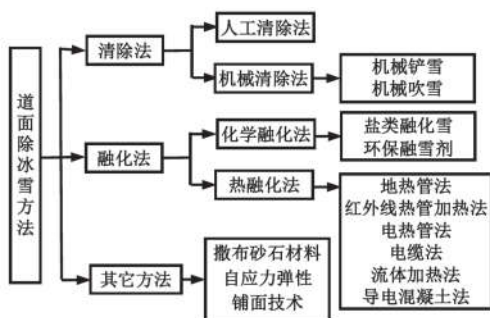 道面除冰雪方法
清除法
人工清除法
机械清除法
机械铲雪
机械吹雪
融化法
化学融化法
盐类融化雪
环保融雪剂
热融化法
地热管法
红外线热管加热法
电热管法
电缆法
流体加热法
导电混凝土法
其它方法
撒布砂石材料
自应力弹性
铺面技术